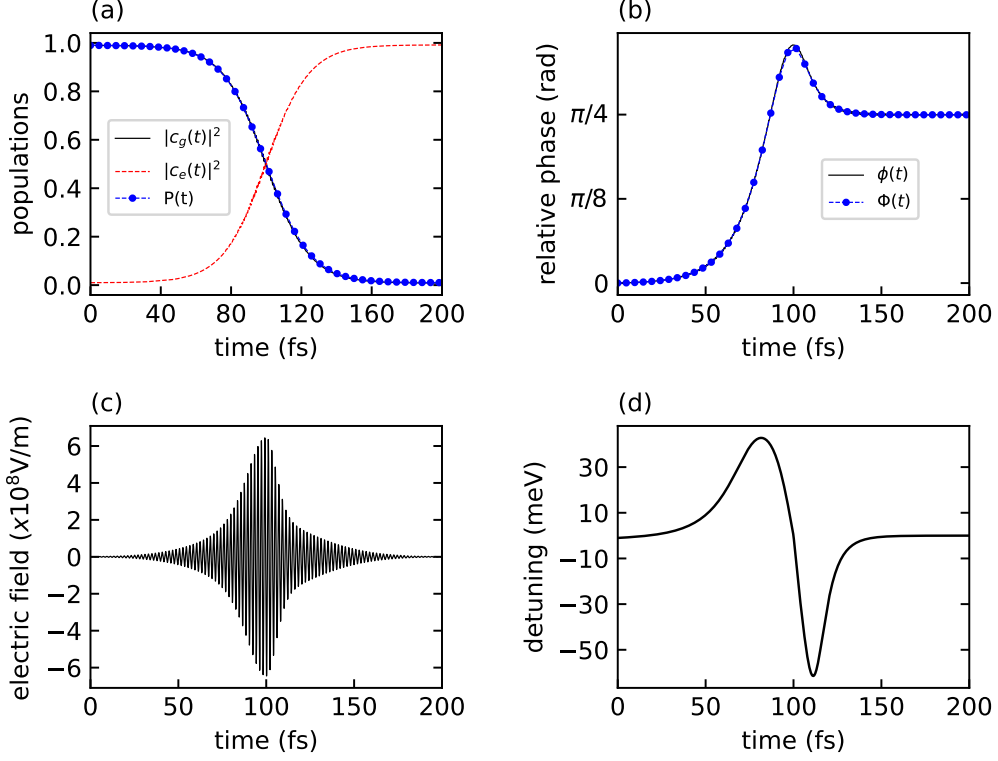 (a)
populations
1.0
0.8
0.6
0.4
0.2
0.0
|c_g(t)|²
|c_e(t)|²
P(t)
0 40 80 120 160 200
time (fs)
(b)
relative phase (rad)
π/4
π/8
0
ϕ(t)
Φ(t)
0 50 100 150 200
time (fs)
(c)
electric field (x10⁸V/m)
6
4
2
0
−2
−4
−6
0 50 100 150 200
time (fs)
(d)
detuning (meV)
30
10
−10
−30
−50
0 50 100 150 200
time (fs)